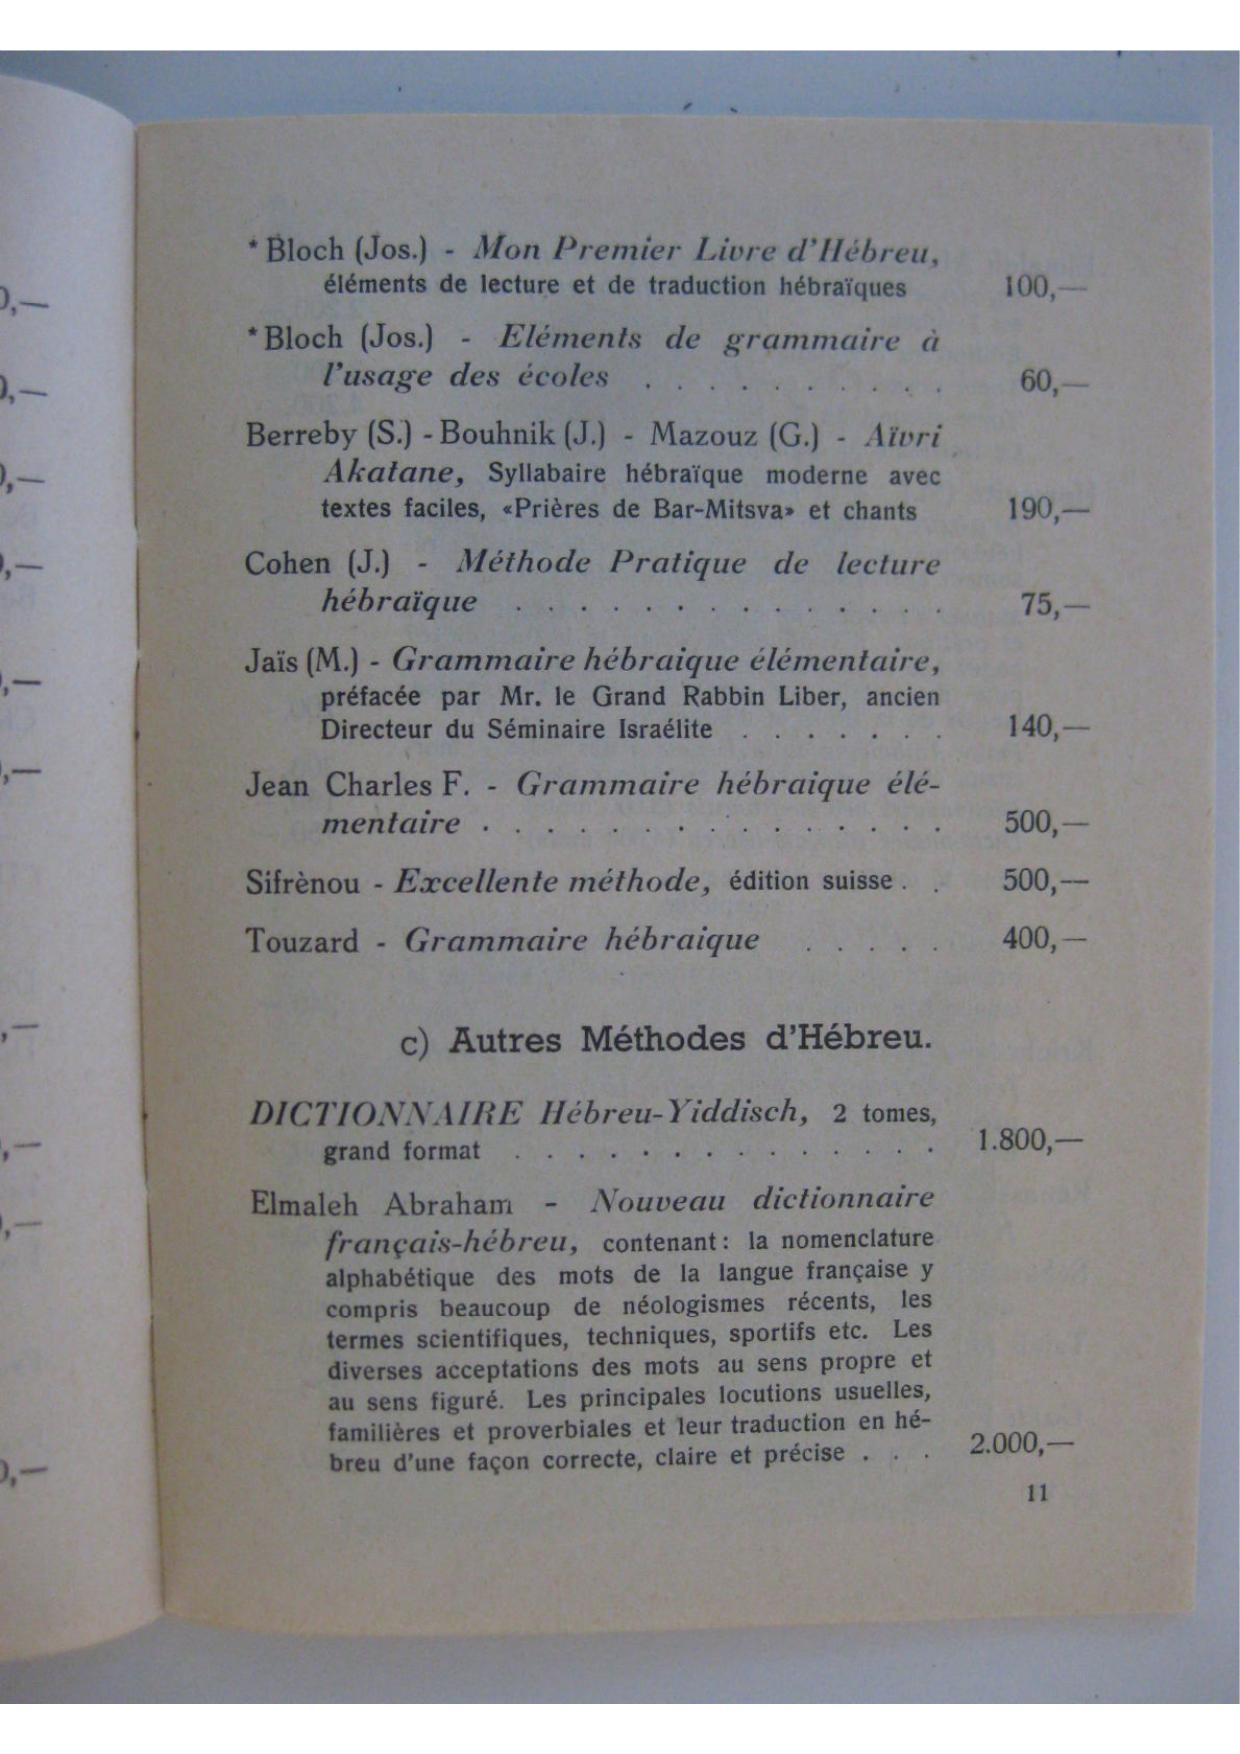 * Bloch (Jos.) - Mon Premier Livre d'Hébreu,
éléments de lecture et de traduction hébraïques 100,—
* Bloch (Jos.) - Eléments de grammaire à
l'usage des écoles . . . . . . . . . . 60,—
Berreby (S.) - Bouhnik (J.) - Mazouz (G.) - Aïvri
Akatane, Syllabaire hébraïque moderne avec
textes faciles, «Prières de Bar-Mitsva» et chants 190,—
Cohen (J.) - Méthode Pratique de lecture
hébraïque . . . . . . . . . . . . . . 75,—
Jaïs (M.) - Grammaire hébraique élémentaire,
préfacée par Mr. le Grand Rabbin Liber, ancien
Directeur du Séminaire Israélite . . . . . . . 140,—
Jean Charles F. - Grammaire hébraique élé-
mentaire . . . . . . . . . . . . . . . 500,—
Sifrènou - Excellente méthode, édition suisse . . 500,—
Touzard - Grammaire hébraique . . . . . 400,—
c) Autres Méthodes d'Hébreu.
DICTIONNAIRE Hébreu-Yiddisch, 2 tomes,
grand format . . . . . . . . . . . . . . 1.800,—
Elmaleh Abraham - Nouveau dictionnaire
français-hébreu, contenant : la nomenclature
alphabétique des mots de la langue française y
compris beaucoup de néologismes récents, les
termes scientifiques, techniques, sportifs etc. Les
diverses acceptations des mots au sens propre et
au sens figuré. Les principales locutions usuelles,
familières et proverbiales et leur traduction en hé-
breu d'une façon correcte, claire et précise . . . 2.000,—
11